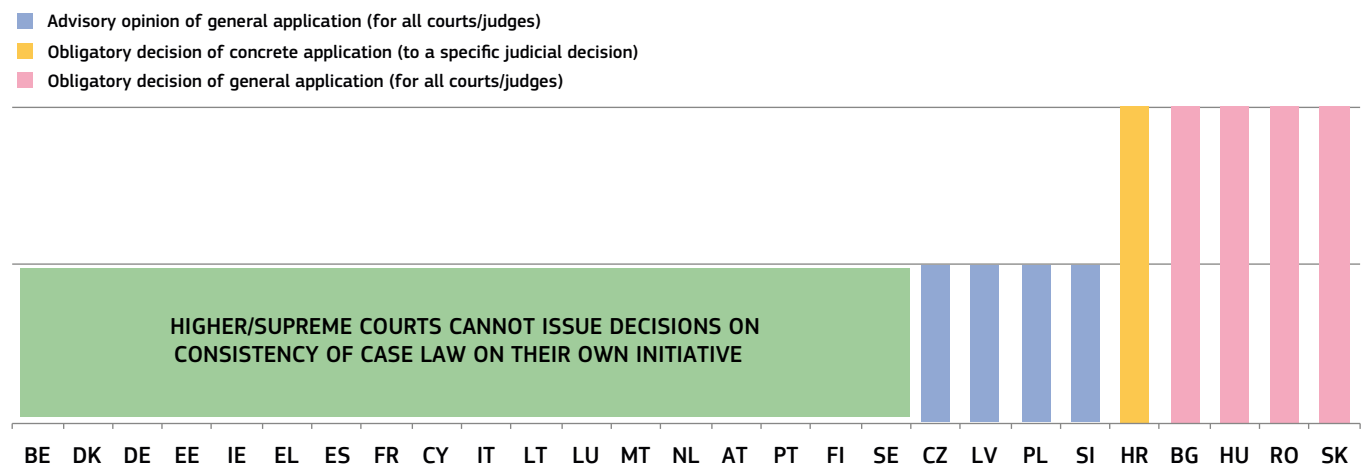 Advisory opinion of general application (for all courts/judges)
Obligatory decision of concrete application (to a specific judicial decision)
Obligatory decision of general application (for all courts/judges)
HIGHER/SUPREME COURTS CANNOT ISSUE DECISIONS ON
CONSISTENCY OF CASE LAW ON THEIR OWN INITIATIVE
BE DK DE EE IE EL ES FR CY IT LT LU MT NL AT PT FI SE CZ LV PL SI HR BG HU RO SK